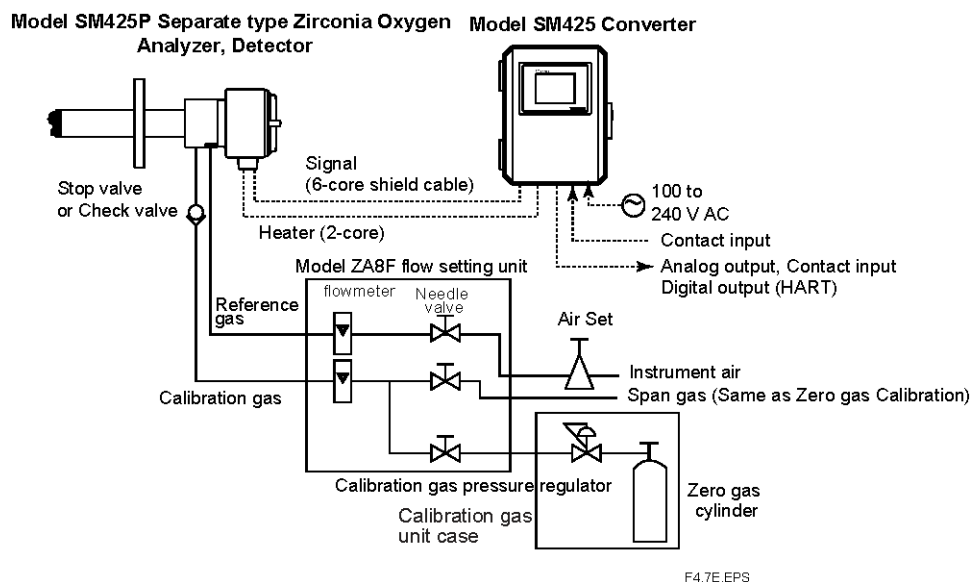 Model SM425P Separate type Zirconia Oxygen
Analyzer, Detector
Model SM425 Converter
Signal
(6-core shield cable)
Stop valve
or Check valve
100 to
240 V AC
Heater (2-core)
Contact input
Analog output, Contact input
Digital output (HART)
Model ZA8F flow setting unit
flowmeter
Needle
valve
Reference
gas
Air Set
Instrument air
Calibration gas
Span gas (Same as Zero gas Calibration)
Calibration gas pressure regulator
Zero gas
cylinder
Calibration gas
unit case
F4.7E.EPS